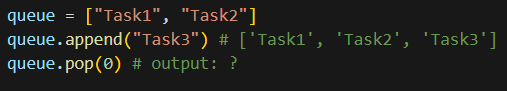 queue = ["Task1", "Task2"]
queue.append("Task3") # ['Task1', 'Task2', 'Task3']
queue.pop(0) # output: ?